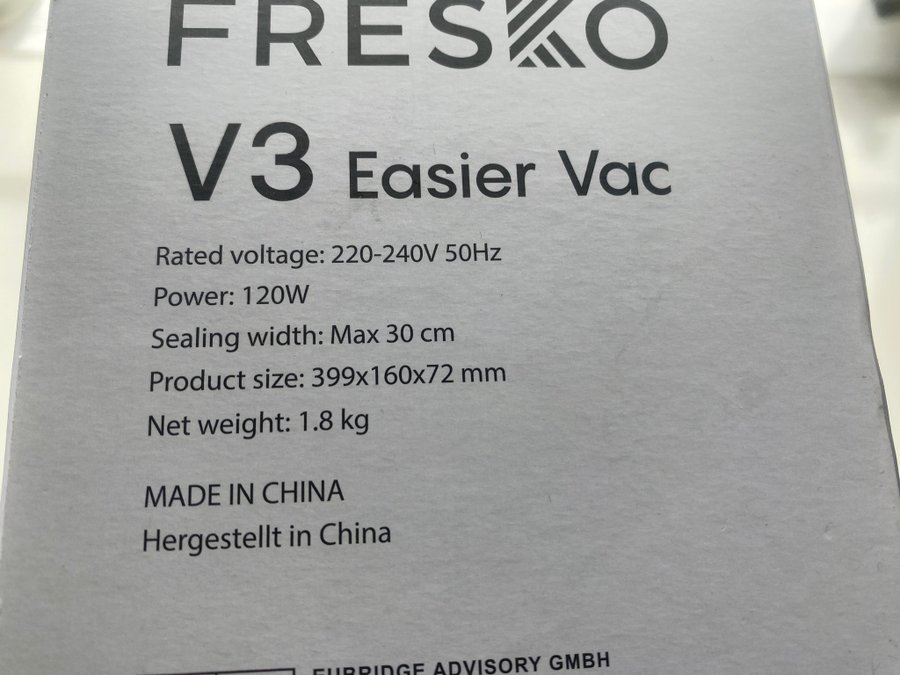 FRESKO
V3 Easier Vac
Rated voltage: 220-240V 50Hz
Power: 120W
Sealing width: Max 30 cm
Product size: 399x160x72 mm
Net weight: 1.8 kg
MADE IN CHINA
Hergestellt in China
EUBRIDGE ADVISORY GMBH